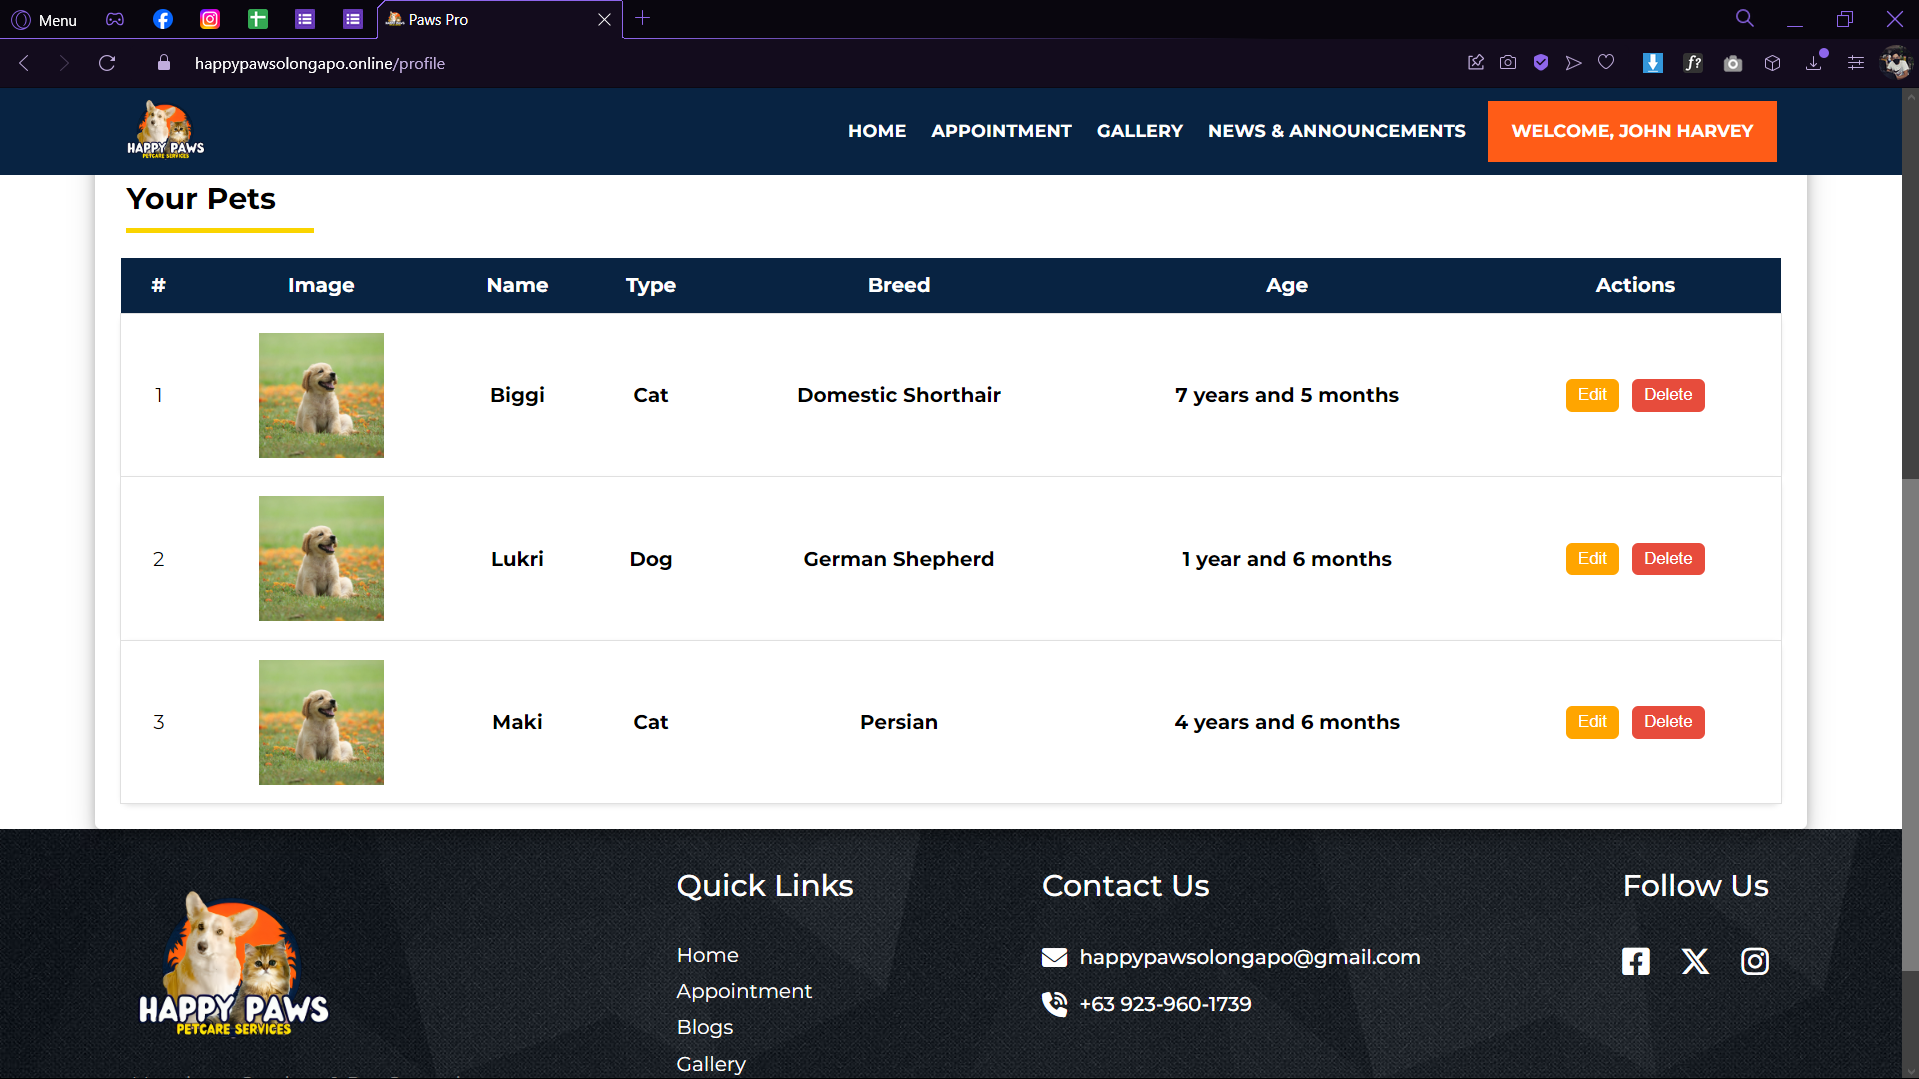 Menu
Paws Pro
happypawsolongapo.online/profile
f?
HAPPY PAWS
PETCARE SERVICES
HOME
APPOINTMENT
GALLERY
NEWS & ANNOUNCEMENTS
WELCOME, JOHN HARVEY
Your Pets
# Image Name Type Breed Age Actions
1 Biggi Cat Domestic Shorthair 7 years and 5 months Edit Delete
2 Lukri Dog German Shepherd 1 year and 6 months Edit Delete
3 Maki Cat Persian 4 years and 6 months Edit Delete
HAPPY PAWS
PETCARE SERVICES
Quick Links
Home
Appointment
Blogs
Gallery
Contact Us
happypawsolongapo@gmail.com
+63 923-960-1739
Follow Us